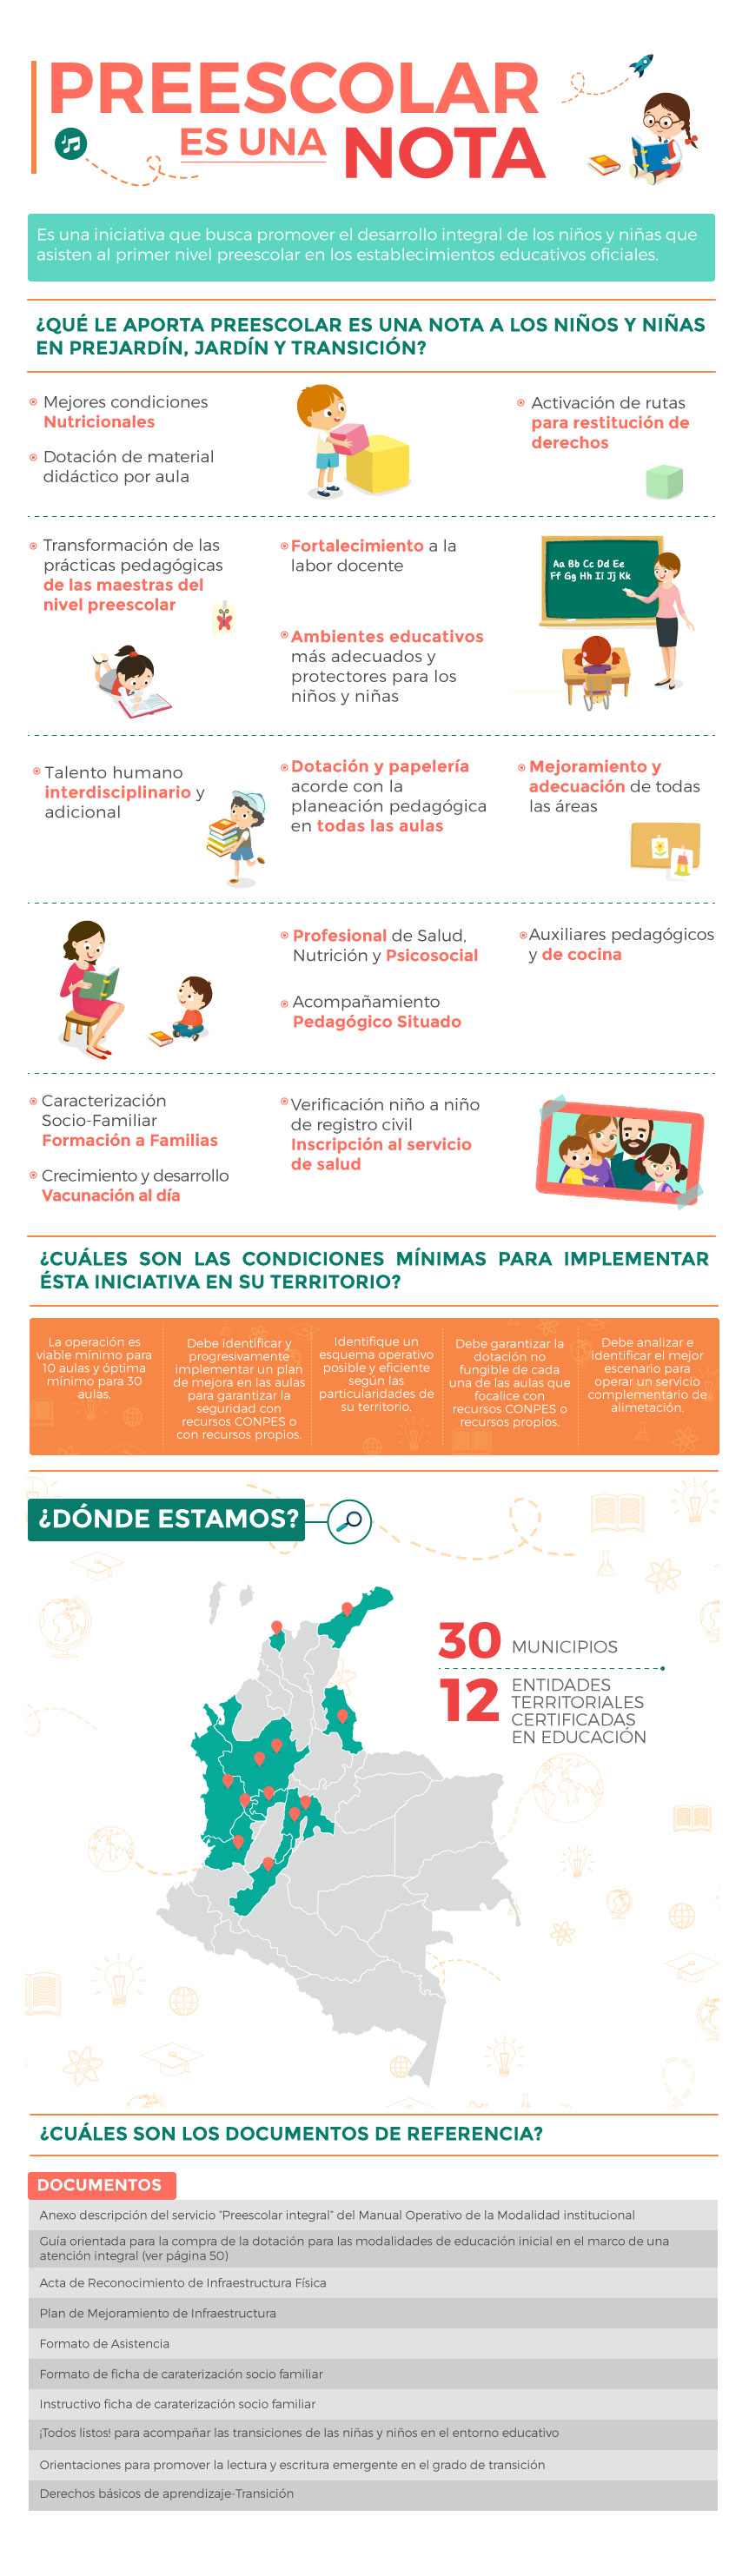 PREESCOLAR
ES UNA NOTA
Es una iniciativa que busca promover el desarrollo integral de los niños y niñas que
asisten al primer nivel preescolar en los establecimientos educativos oficiales.
¿QUÉ LE APORTA PREESCOLAR ES UNA NOTA A LOS NIÑOS Y NIÑAS
EN PREJARDÍN, JARDÍN Y TRANSICIÓN?
Mejores condiciones
Nutricionales
Dotación de material
didáctico por aula
Activación de rutas
para restitución de
derechos
Transformación de las
prácticas pedagógicas
de las maestras del
nivel preescolar
Fortalecimiento a la
labor docente
Ambientes educativos
más adecuados y
protectores para los
niños y niñas
Aa Bb Cc Dd Ee
Ff Gg Hh Ii Jj Kk
Talento humano
interdisciplinario y
adicional
Dotación y papelería
acorde con la
planeación pedagógica
en todas las aulas
Mejoramiento y
adecuación de todas
las áreas
Profesional de Salud,
Nutrición y Psicosocial
Acompañamiento
Pedagógico Situado
Auxiliares pedagógicos
y de cocina
Caracterización
Socio-Familiar
Formación a Familias
Crecimiento y desarrollo
Vacunación al día
Verificación niño a niño
de registro civil
Inscripción al servicio
de salud
¿CUÁLES SON LAS CONDICIONES MÍNIMAS PARA IMPLEMENTAR
ÉSTA INICIATIVA EN SU TERRITORIO?
La operación es
viable mínimo para
10 aulas y óptima
mínimo para 30
aulas.
Debe identificar y
progresivamente
implementar un plan
de mejora en las aulas
para garantizar la
seguridad con
recursos CONPES o
con recursos propios.
Identifique un
esquema operativo
posible y eficiente
según las
particularidades de
su territorio.
Debe garantizar la
dotación no
fungible de cada
una de las aulas que
focalice con
recursos CONPES o
recursos propios.
Debe analizar e
identificar el mejor
escenario para
operar un servicio
complementario de
alimetación.
¿DÓNDE ESTAMOS?
30 MUNICIPIOS
12 ENTIDADES
TERRITORIALES
CERTIFICADAS
EN EDUCACIÓN
¿CUÁLES SON LOS DOCUMENTOS DE REFERENCIA?
DOCUMENTOS
Anexo descripción del servicio "Preescolar integral" del Manual Operativo de la Modalidad institucional
Guía orientada para la compra de la dotación para las modalidades de educación inicial en el marco de una
atención integral (ver página 50)
Acta de Reconocimiento de Infraestructura Física
Plan de Mejoramiento de Infraestructura
Formato de Asistencia
Formato de ficha de caraterización socio familiar
Instructivo ficha de caraterización socio familiar
¡Todos listos! para acompañar las transiciones de las niñas y niños en el entorno educativo
Orientaciones para promover la lectura y escritura emergente en el grado de transición
Derechos básicos de aprendizaje-Transición